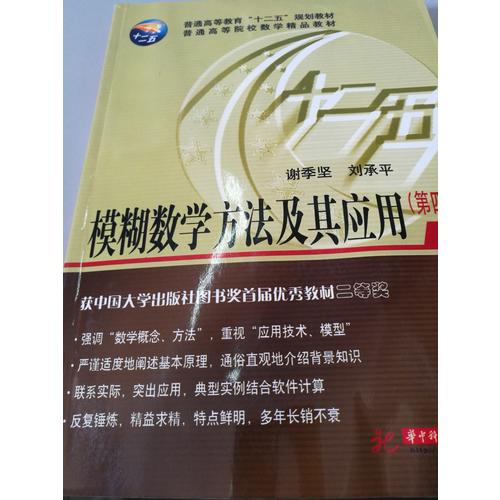 普通高等教育“十二五”规划教材
普通高等院校数学精品教材
十二五
十二五
谢季坚 刘承平
模糊数学方法及其应用(第四
获中国大学出版社图书奖首届优秀教材二等奖
·强调“数学概念、方法”，重视“应用技术、模型”
·严谨适度地阐述基本原理，通俗直观地介绍背景知识
·联系实际，突出应用，典型实例结合软件计算
·反复锤炼，精益求精，特点鲜明，多年长销不衰
华中科